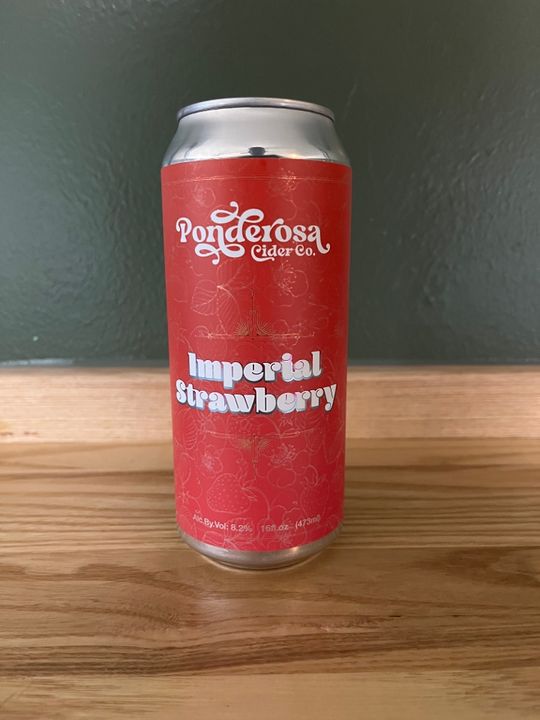 Ponderosa
Cider Co.
Imperial
Strawberry
Alc.By.Vol: 8.2% 16fl.oz (473ml)